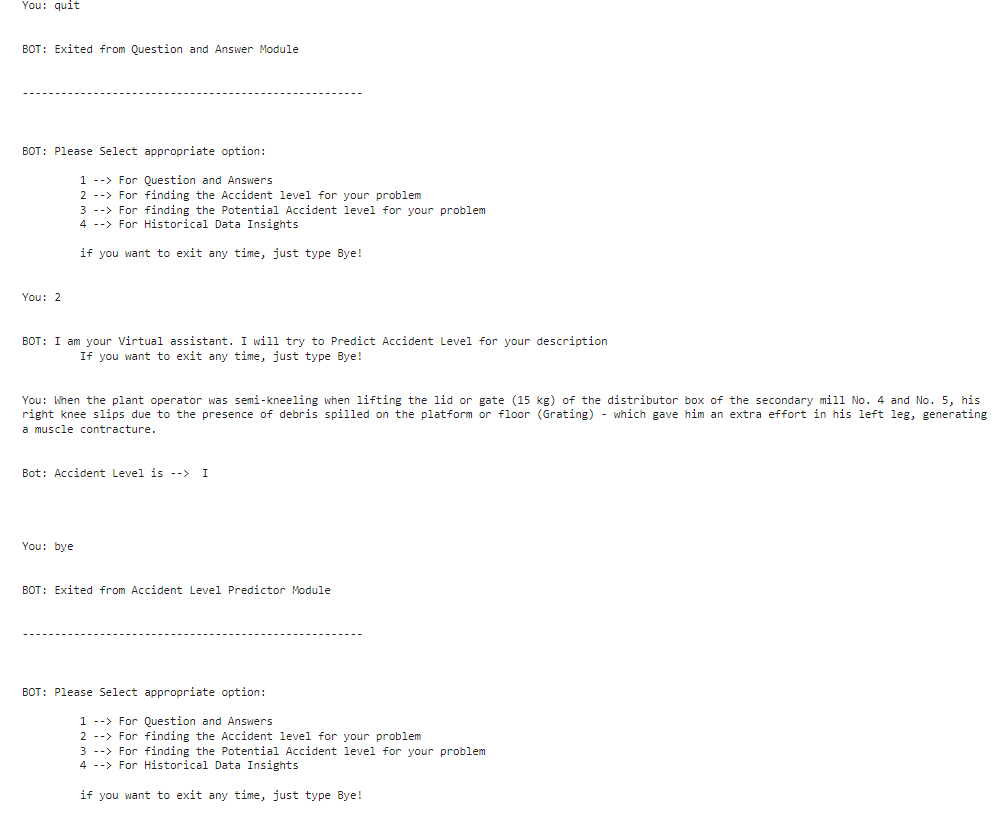 You: quit
BOT: Exited from Question and Answer Module
-----------------------------------------------------
BOT: Please Select appropriate option:
1 --> For Question and Answers
2 --> For finding the Accident level for your problem
3 --> For finding the Potential Accident level for your problem
4 --> For Historical Data Insights
if you want to exit any time, just type Bye!
You: 2
BOT: I am your Virtual assistant. I will try to Predict Accident Level for your description
If you want to exit any time, just type Bye!
You: When the plant operator was semi-kneeling when lifting the lid or gate (15 kg) of the distributor box of the secondary mill No. 4 and No. 5, his
right knee slips due to the presence of debris spilled on the platform or floor (Grating) - which gave him an extra effort in his left leg, generating
a muscle contracture.
Bot: Accident Level is -->  I
You: bye
BOT: Exited from Accident Level Predictor Module
-----------------------------------------------------
BOT: Please Select appropriate option:
1 --> For Question and Answers
2 --> For finding the Accident level for your problem
3 --> For finding the Potential Accident level for your problem
4 --> For Historical Data Insights
if you want to exit any time, just type Bye!